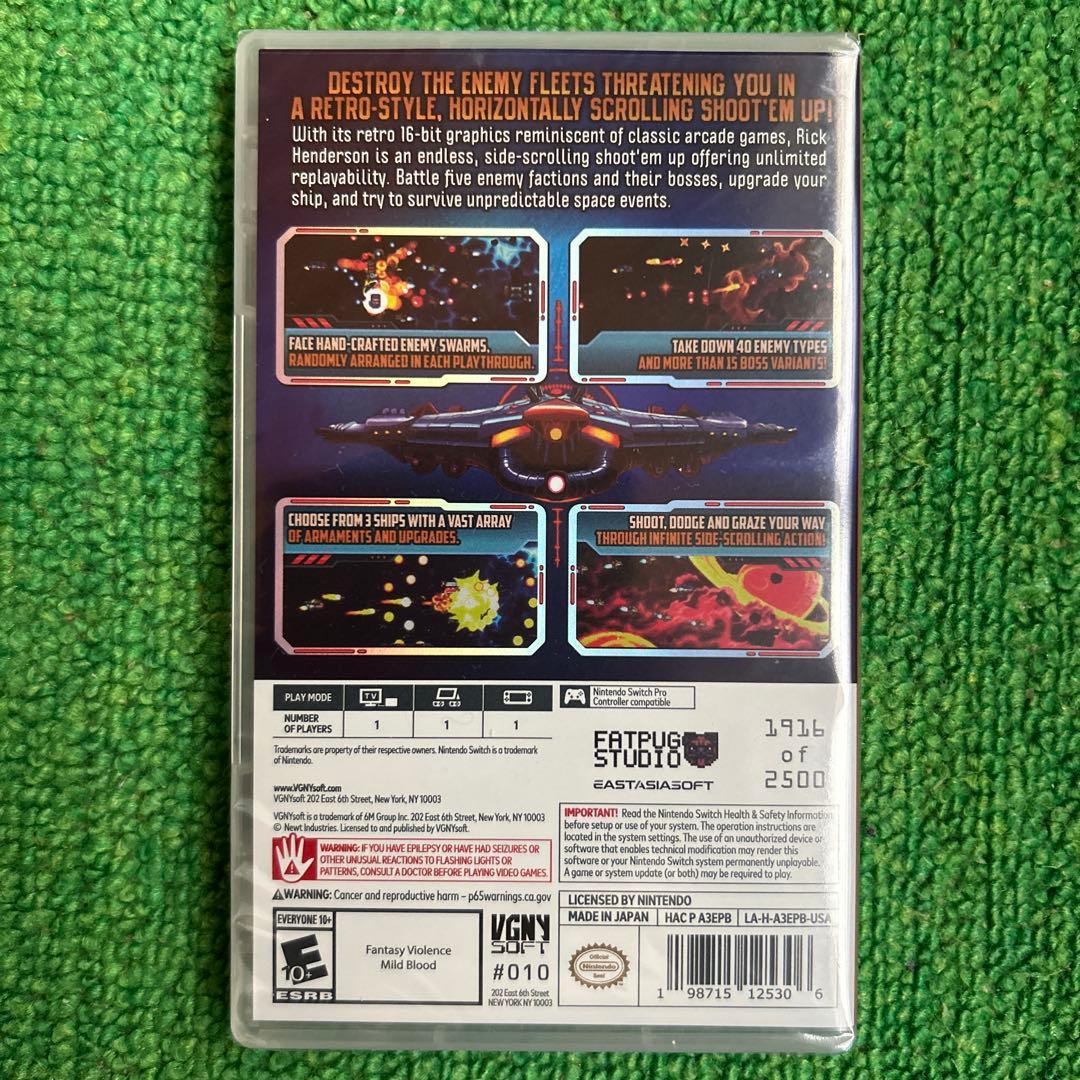 DESTROY THE ENEMY FLEETS THREATENING YOU IN
A RETRO-STYLE, HORIZONTALLY SCROLLING SHOOT'EM UP!
With its retro 16-bit graphics reminiscent of classic arcade games, Rick
Henderson is an endless, side-scrolling shoot'em up offering unlimited
replayability. Battle five enemy factions and their bosses, upgrade your
ship, and try to survive unpredictable space events.
FACE HAND-CRAFTED ENEMY SWARMS,
RANDOMLY ARRANGED IN EACH PLAYTHROUGH.
TAKE DOWN 40 ENEMY TYPES
AND MORE THAN 15 BOSS VARIANTS!
CHOOSE FROM 3 SHIPS WITH A VAST ARRAY
OF ARMAMENTS AND UPGRADES.
SHOOT, DODGE AND GRAZE YOUR WAY
THROUGH INFINITE SIDE-SCROLLING ACTION!
PLAY MODE
TV
NUMBER
OF PLAYERS
1
1
1
Nintendo Switch Pro
Controller compatible
Trademarks are property of their respective owners. Nintendo Switch is a trademark
of Nintendo.
www.VGNYsoft.com
VGNYsoft 202 East 6th Street, New York, NY 10003
VGNYsoft is a trademark of 6M Group Inc. 202 East 6th Street, New York, NY 10003
© Newt Industries. Licensed to and published by VGNYsoft.
WARNING: IF YOU HAVE EPILEPSY OR HAVE HAD SEIZURES OR
OTHER UNUSUAL REACTIONS TO FLASHING LIGHTS OR
PATTERNS, CONSULT A DOCTOR BEFORE PLAYING VIDEO GAMES.
WARNING: Cancer and reproductive harm – p65warnings.ca.gov
EVERYONE 10+
E
10+
ESRB
Fantasy Violence
Mild Blood
VGNY
SOFT
#010
202 East 6th Street
NEW YORK NY 10003
FATPUG
STUDIO
EASTASIASOFT
1916
of
2500
IMPORTANT! Read the Nintendo Switch Health & Safety Information
before setup or use of your system. The operation instructions are
located in the system settings. The use of an unauthorized device or
software that enables technical modification may render this
software or your Nintendo Switch system permanently unplayable.
A game or system update (or both) may be required to play.
LICENSED BY NINTENDO
MADE IN JAPAN
HAC P A3EPB
LA-H-A3EPB-USA
Official
Nintendo
Seal
1 98715 12530 6